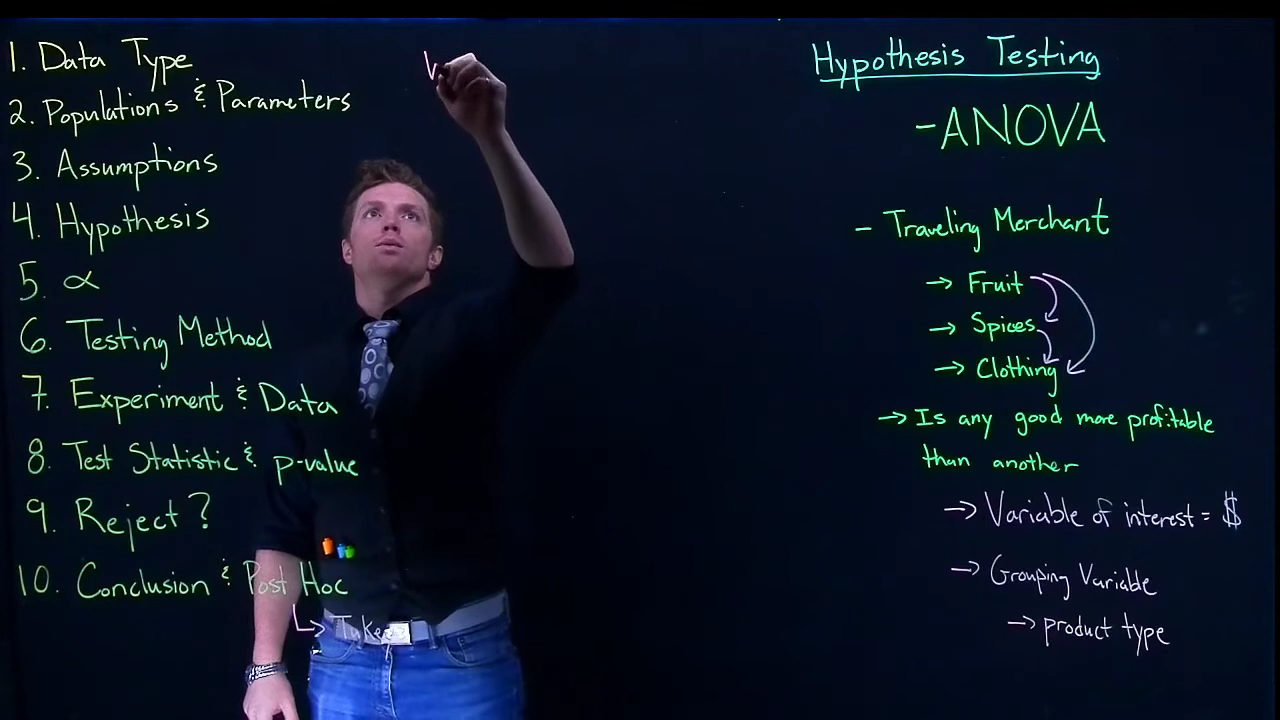 1. Data Type
2. Populations & Parameters
3. Assumptions
4. Hypothesis
5. α
6. Testing Method
7. Experiment & Data
8. Test Statistic & p-value
9. Reject?
10. Conclusion & Post Hoc
Hypothesis Testing
-ANOVA
- Traveling Merchant
→ Fruit
→ Spices
→ Clothing
→ Is any good more profitable
than another
→ Variable of interest = $
→ Grouping Variable
→ product type